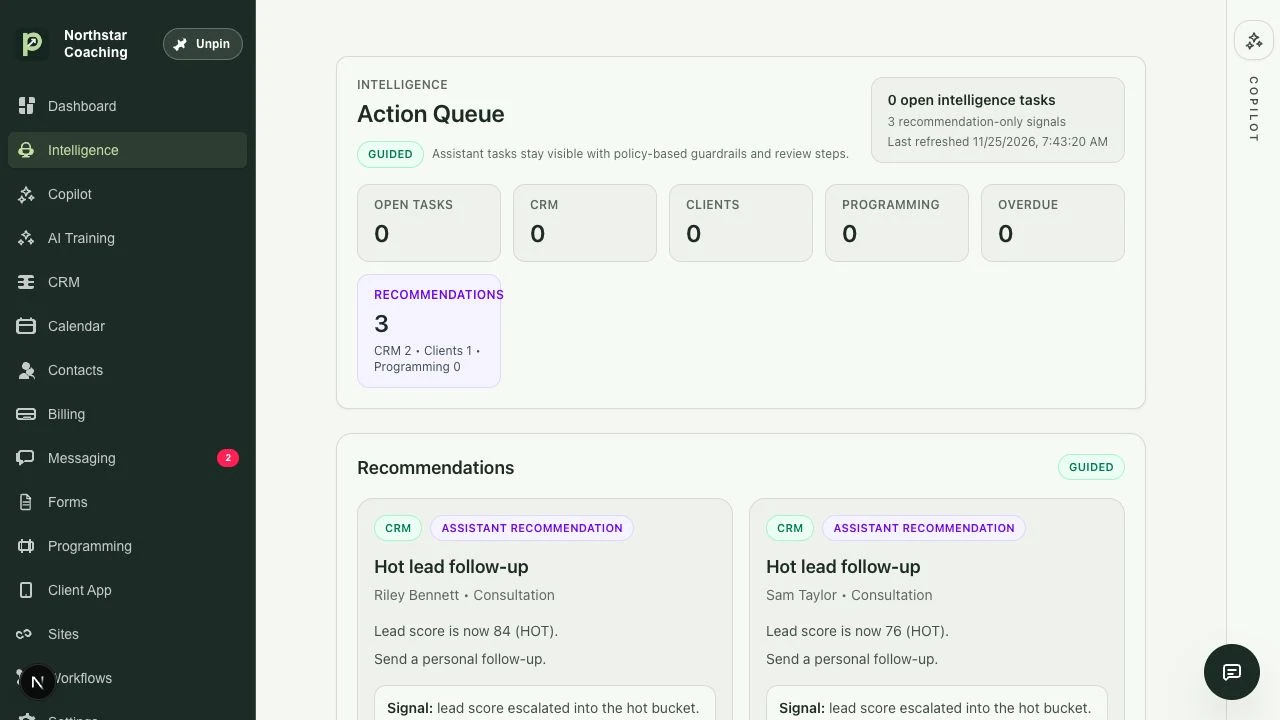 Northstar
Coaching
Unpin
Dashboard
Intelligence
Copilot
AI Training
CRM
Calendar
Contacts
Billing
Messaging
2
Forms
Programming
Client App
Sites
Workflows
Settings
N
INTELLIGENCE
Action Queue
GUIDED
Assistant tasks stay visible with policy-based guardrails and review steps.
0 open intelligence tasks
3 recommendation-only signals
Last refreshed 11/25/2026, 7:43:20 AM
OPEN TASKS
0
CRM
0
CLIENTS
0
PROGRAMMING
0
OVERDUE
0
RECOMMENDATIONS
3
CRM 2 • Clients 1 •
Programming 0
Recommendations
GUIDED
CRM
ASSISTANT RECOMMENDATION
Hot lead follow-up
Riley Bennett • Consultation
Lead score is now 84 (HOT).
Send a personal follow-up.
Signal: lead score escalated into the hot bucket.
CRM
ASSISTANT RECOMMENDATION
Hot lead follow-up
Sam Taylor • Consultation
Lead score is now 76 (HOT).
Send a personal follow-up.
Signal: lead score escalated into the hot bucket.
COPILOT